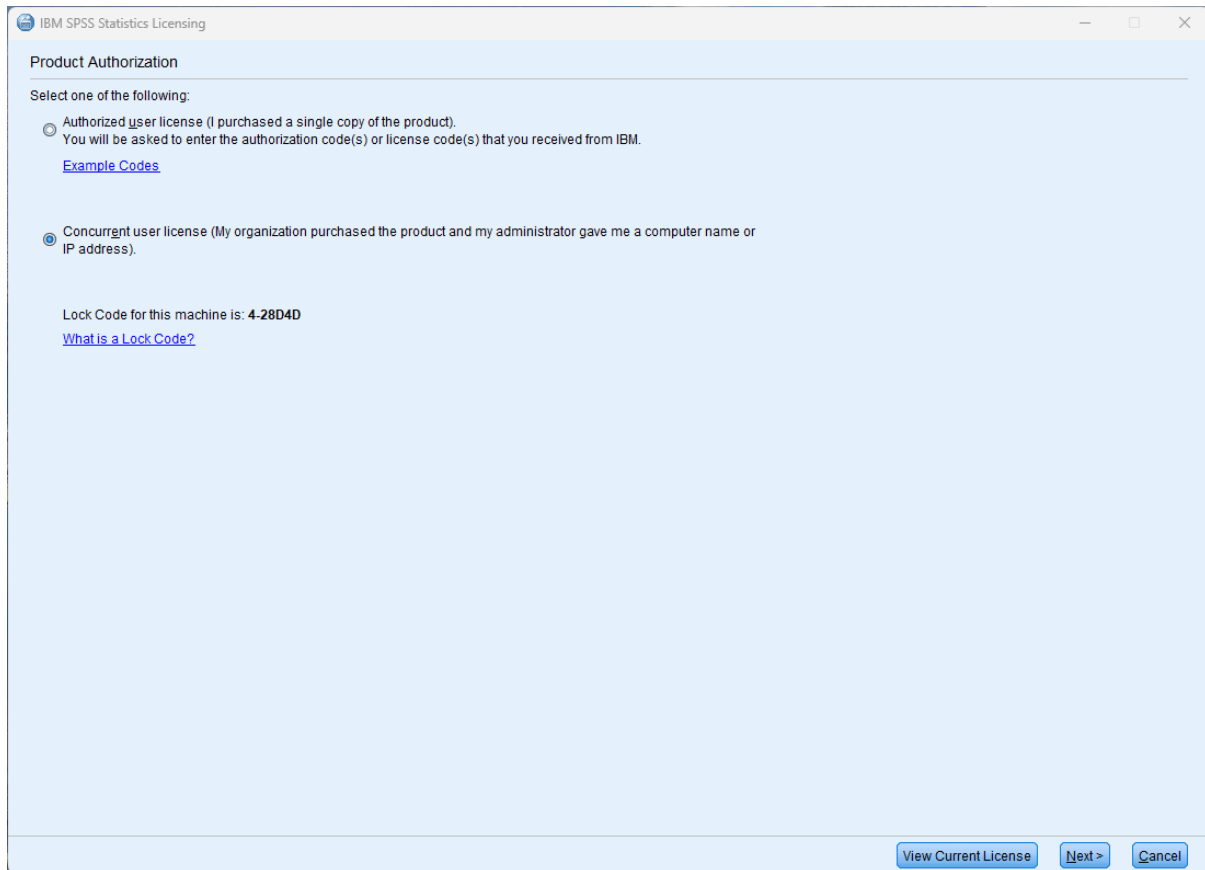 IBM SPSS Statistics Licensing
Product Authorization
Select one of the following:
Authorized user license (I purchased a single copy of the product).
You will be asked to enter the authorization code(s) or license code(s) that you received from IBM.
Example Codes
Concurrent user license (My organization purchased the product and my administrator gave me a computer name or
IP address).
Lock Code for this machine is: 4-28D4D
What is a Lock Code?
View Current License Next > Cancel